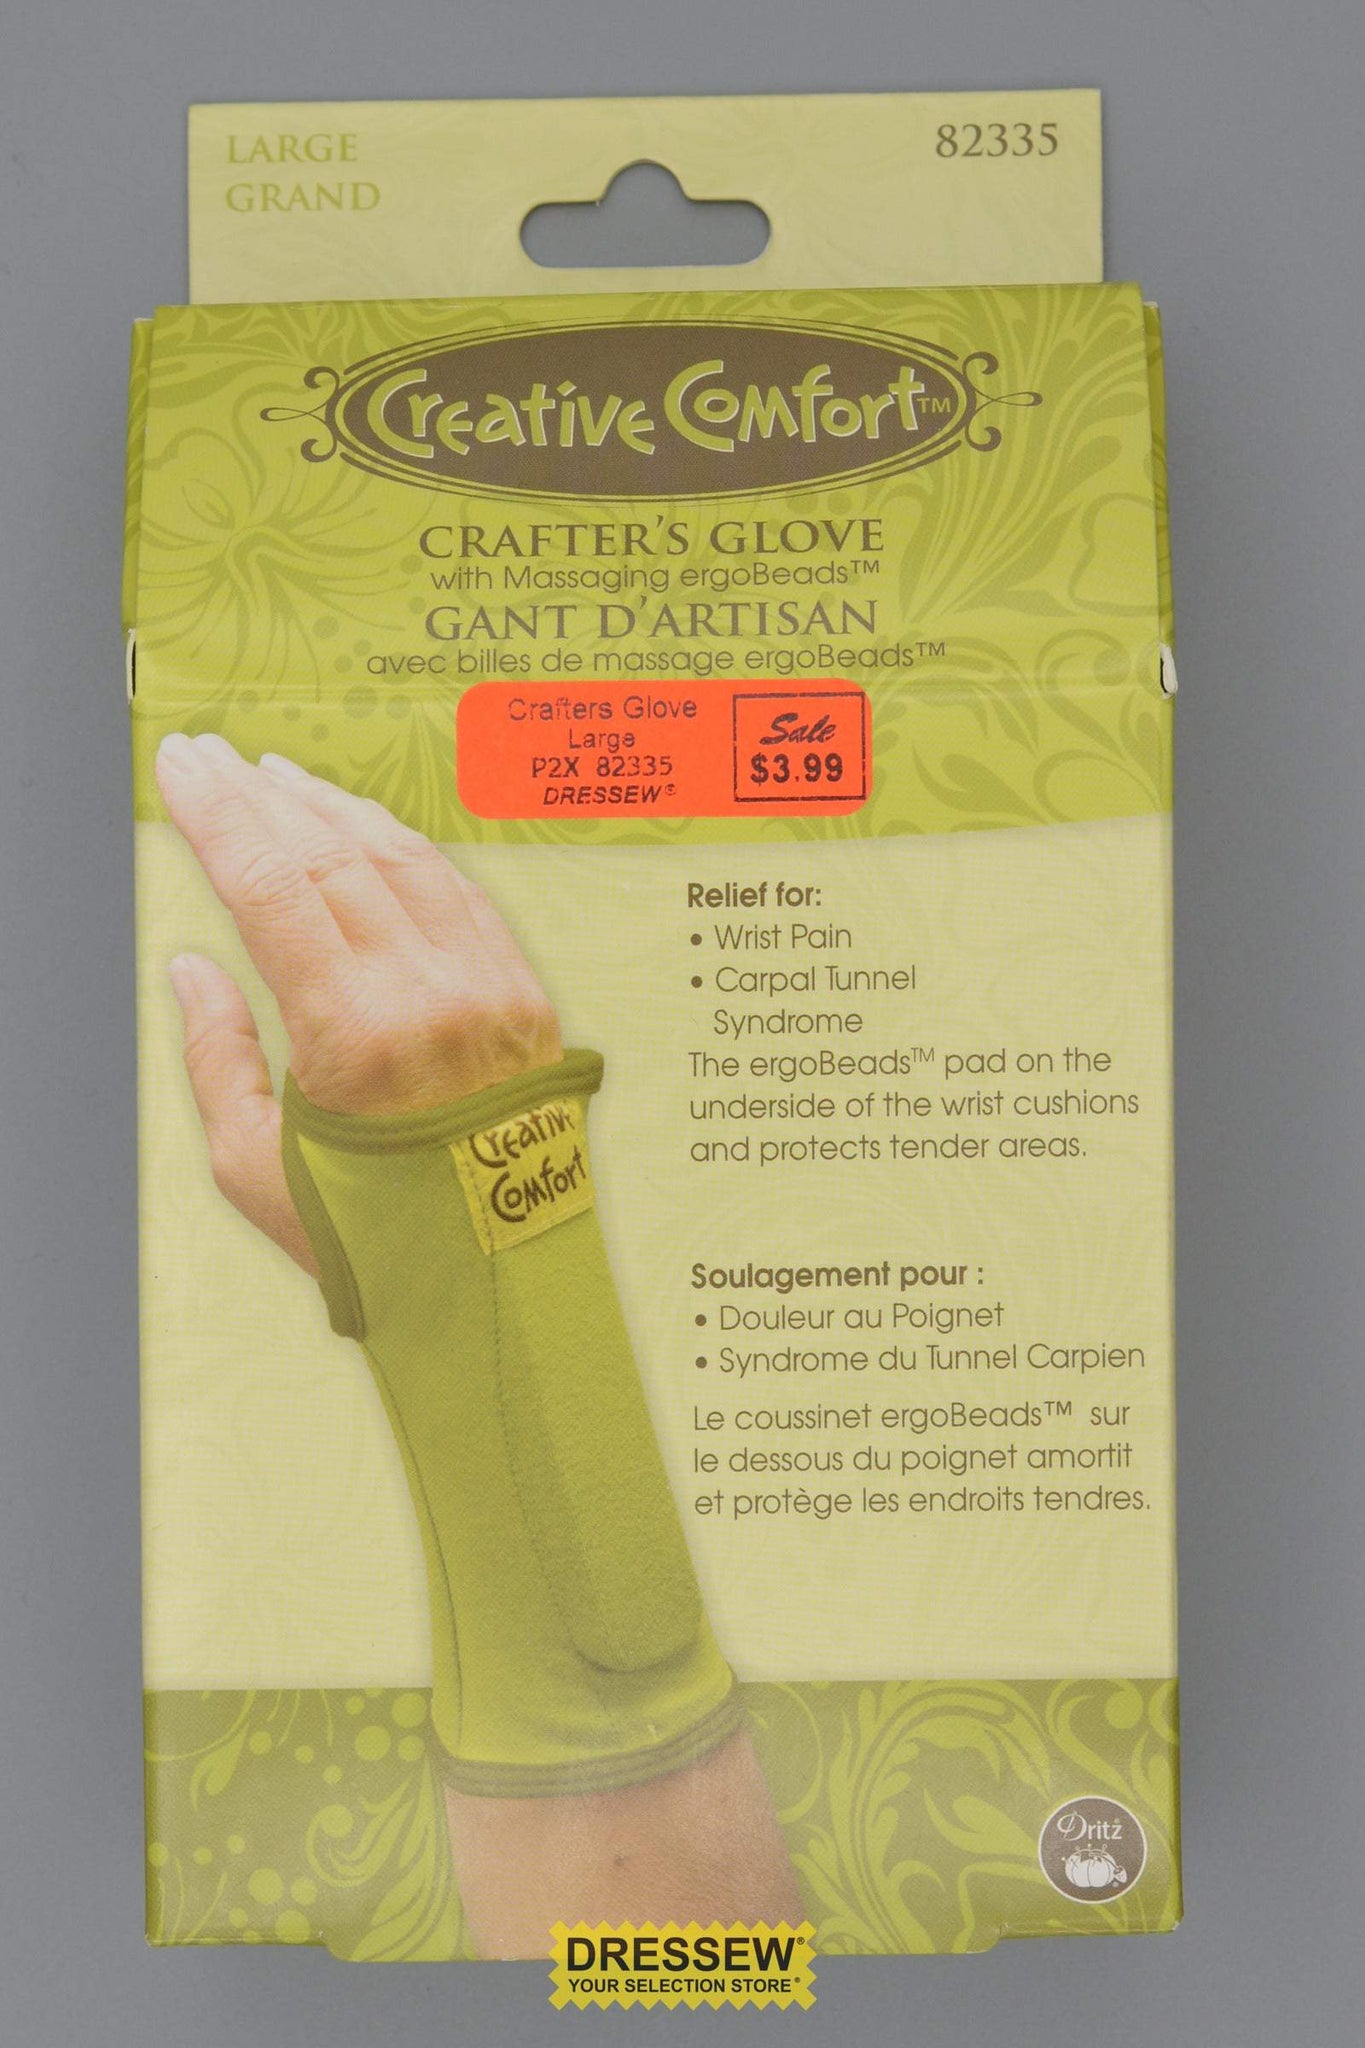 LARGE
GRAND
82335
Creative Comfort™
CRAFTER'S GLOVE
with Massaging ergoBeads™
GANT D'ARTISAN
avec billes de massage ergoBeads™
Crafters Glove
Large
P2X 82335
DRESSEW®
Sale
$3.99
Relief for:
• Wrist Pain
• Carpal Tunnel
Syndrome
The ergoBeads™ pad on the
underside of the wrist cushions
and protects tender areas.
Creative
Comfort
Soulagement pour :
• Douleur au Poignet
• Syndrome du Tunnel Carpien
Le coussinet ergoBeads™ sur
le dessous du poignet amortit
et protège les endroits tendres.
Dritz
DRESSEW®
YOUR SELECTION STORE®